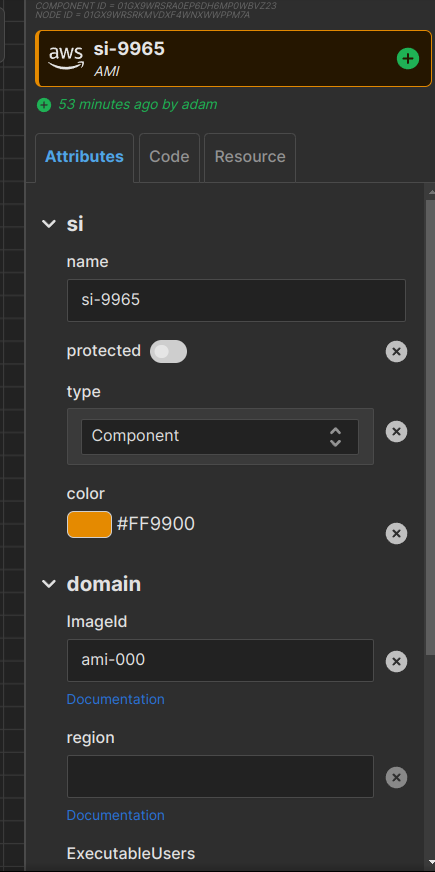 COMPONENT ID = 01GX9WRSRA0EP6DH6MP0WBVZ23
NODE ID = 01GX9WRSRKMVDXF4WNXWWPPM7A
aws
si-9965
AMI
53 minutes ago by adam
Attributes
Code
Resource
si
name
si-9965
protected
type
Component
color
#FF9900
domain
ImageId
ami-000
Documentation
region
Documentation
ExecutableUsers